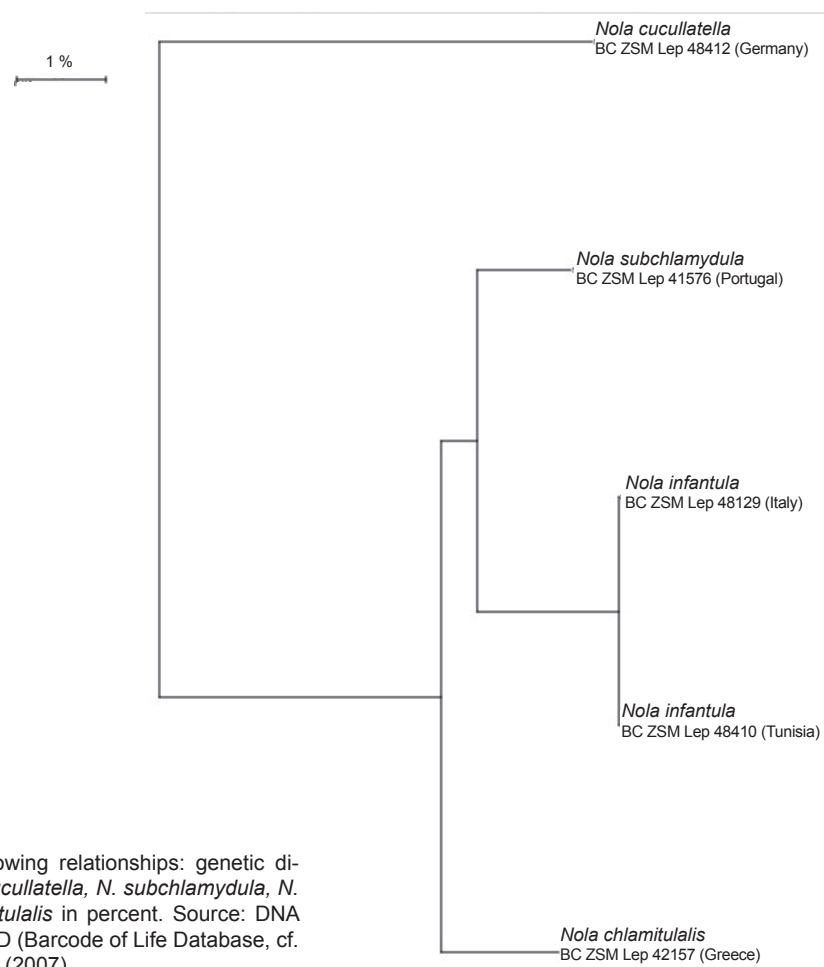 Nola cucullatella
BC ZSM Lep 48412 (Germany)
1 %
Nola subchlamydula
BC ZSM Lep 41576 (Portugal)
Nola infantula
BC ZSM Lep 48129 (Italy)
Nola infantula
BC ZSM Lep 48410 (Tunisia)
owing relationships: genetic di-
cullatella, N. subchlamydula, N.
tulalis in percent. Source: DNA
D (Barcode of Life Database, cf.
(2007)
Nola chlamitulalis
BC ZSM Lep 42157 (Greece)